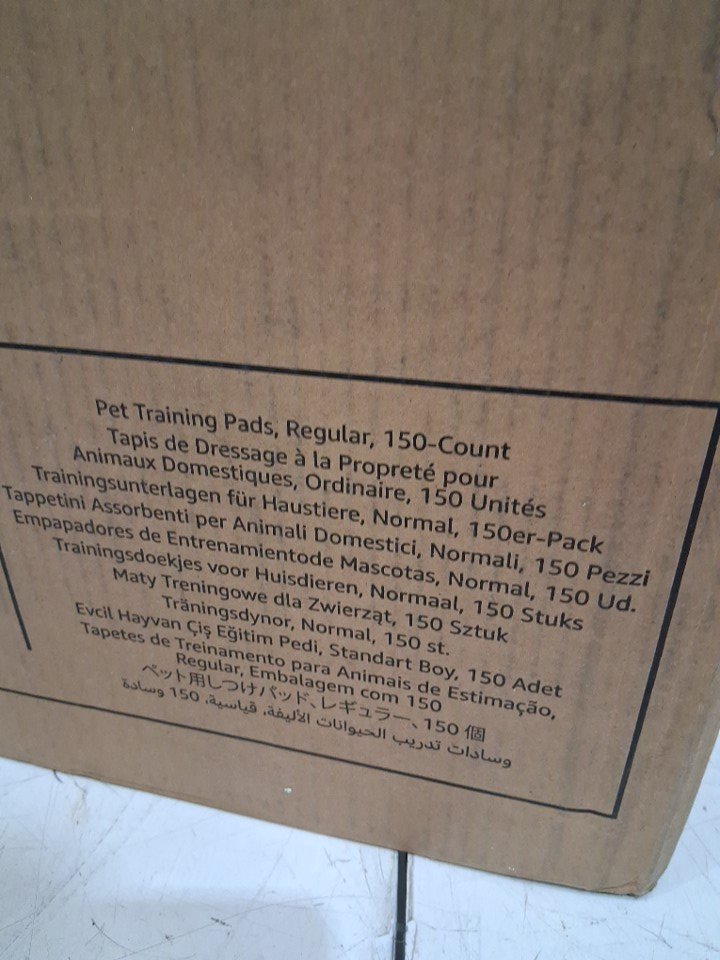 Pet Training Pads, Regular, 150-Count
Tapis de Dressage à la Propreté pour
Animaux Domestiques, Ordinaire, 150 Unités
Trainingsunterlagen für Haustiere, Normal, 150er-Pack
Tappetini Assorbenti per Animali Domestici, Normali, 150 Pezzi
Empapadores de Entrenamientode Mascotas, Normal, 150 Ud.
Trainingsdoekjes voor Huisdieren, Normaal, 150 Stuks
Maty Treningowe dla Zwierząt, 150 Sztuk
Träningsdynor, Normal, 150 st.
Evcil Hayvan Çiş Eğitim Pedi, Standart Boy, 150 Adet
Tapetes de Treinamento para Animais de Estimação,
Regular, Embalagem com 150
ペット用しつけパッド、レギュラー、150 個
وسادات تدريب الحيوانات الأليفة، قياسية، 150 وسادة